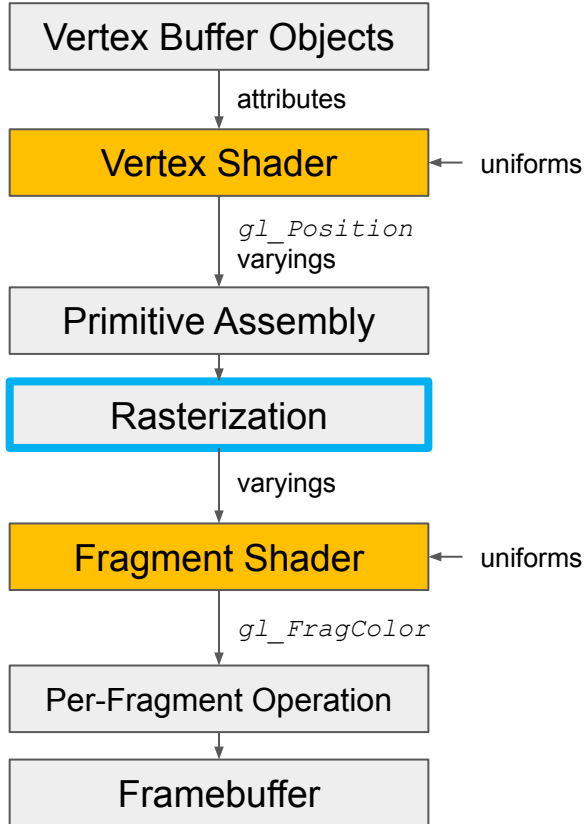 Vertex Buffer Objects
attributes
Vertex Shader
uniforms
gl_Position
varyings
Primitive Assembly
Rasterization
varyings
Fragment Shader
uniforms
gl_FragColor
Per-Fragment Operation
Framebuffer